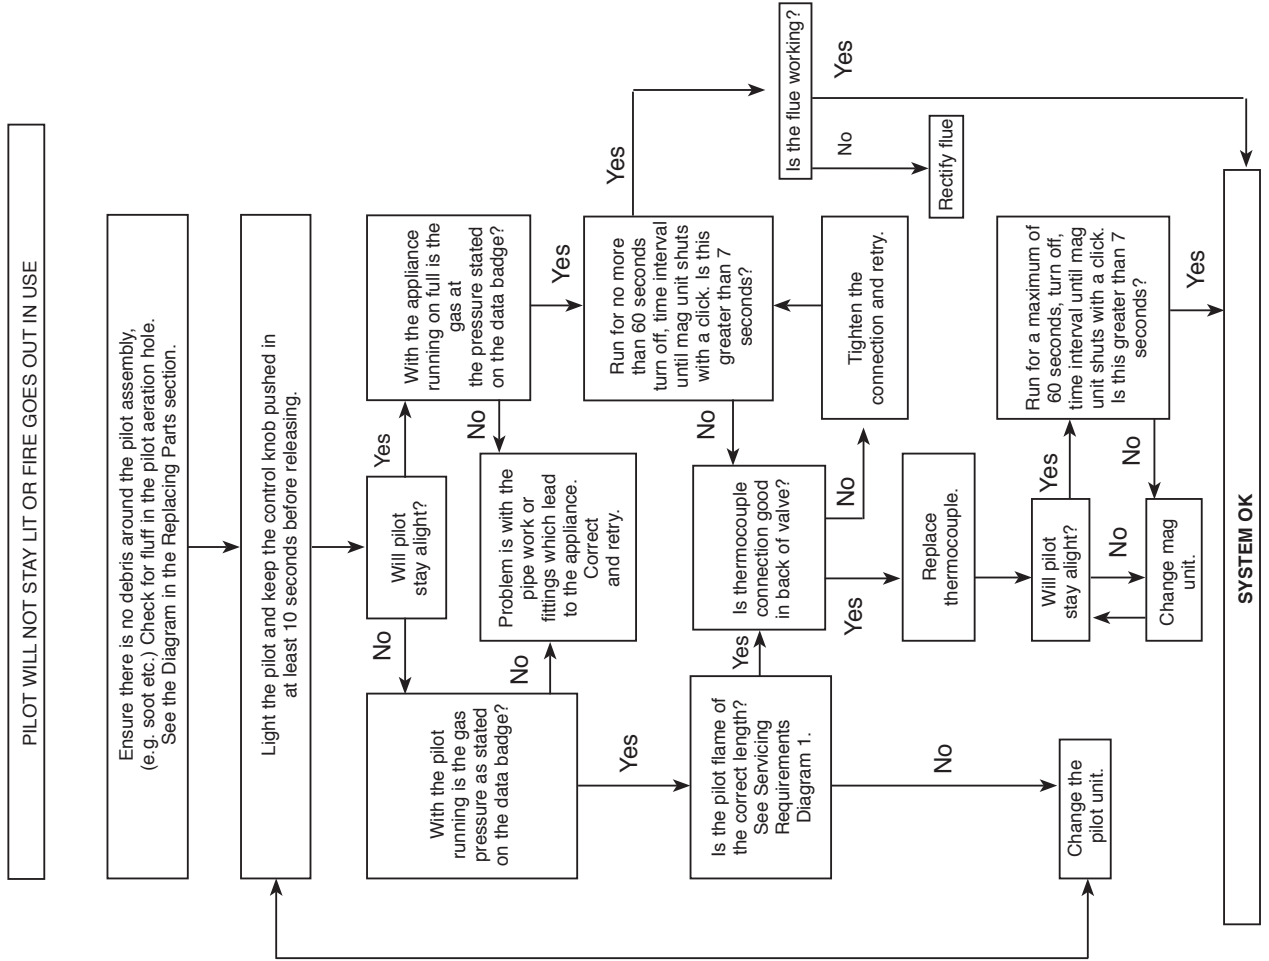 PILOT WILL NOT STAY LIT OR FIRE GOES OUT IN USE
Ensure there is no debris around the pilot assembly,
(e.g. soot etc.) Check for fluff in the pilot aeration hole.
See the Diagram in the Replacing Parts section.
Light the pilot and keep the control knob pushed in
at least 10 seconds before releasing.
Will pilot
stay alight?
No
Yes
With the pilot
running is the gas
pressure as stated
on the data badge?
With the appliance
running on full is the
gas at
the pressure stated
on the data badge?
No
No
Problem is with the
pipe work or
fittings which lead
to the appliance.
Correct
and retry.
Yes
Yes
Is the pilot flame of
the correct length?
See Servicing
Requirements
Diagram 1.
Yes
Is thermocouple
connection good
in back of valve?
No
Run for no more
than 60 seconds
turn off, time interval
until mag unit shuts
with a click. Is this
greater than 7
seconds?
Yes
Is the flue working?
No
Yes
Rectify flue
No
Yes
No
Tighten the
connection and retry.
Replace
thermocouple.
Change the
pilot unit.
Will pilot
stay alight?
Yes
No
Change mag
unit.
Run for a maximum of
60 seconds, turn off,
time interval until mag
unit shuts with a click.
Is this greater than 7
seconds?
No
Yes
SYSTEM OK